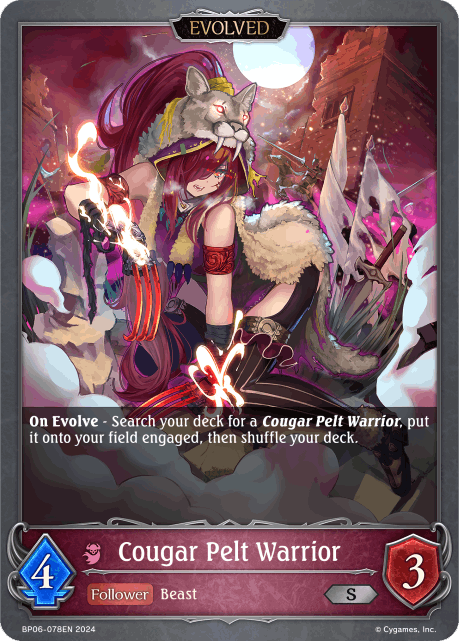 EVOLVED
On Evolve - Search your deck for a Cougar Pelt Warrior, put
it onto your field engaged, then shuffle your deck.
Cougar Pelt Warrior
4
Follower Beast
S
3
BP06-078EN 2024
© Cygames, Inc.